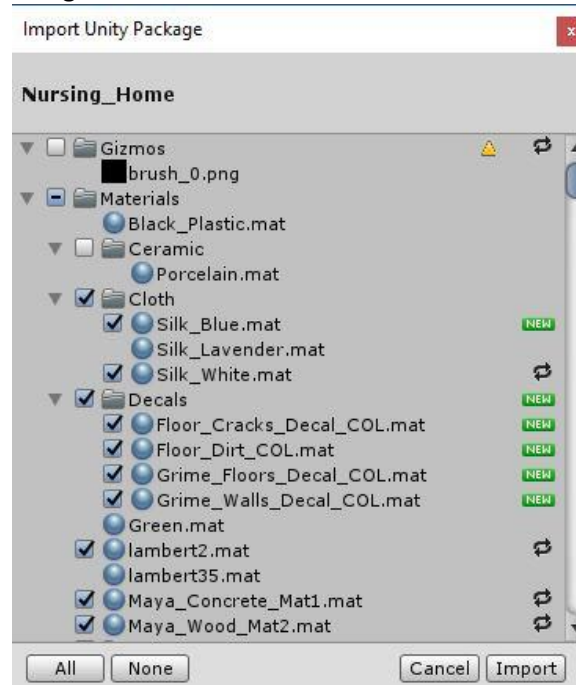 Import Unity Package
x
Nursing_Home
Gizmos
brush_0.png
Materials
Black_Plastic.mat
Ceramic
Porcelain.mat
Cloth
Silk_Blue.mat NEW
Silk_Lavender.mat
Silk_White.mat
Decals NEW
Floor_Cracks_Decal_COL.mat NEW
Floor_Dirt_COL.mat NEW
Grime_Floors_Decal_COL.mat NEW
Grime_Walls_Decal_COL.mat NEW
Green.mat
lambert2.mat
lambert35.mat
Maya_Concrete_Mat1.mat
Maya_Wood_Mat2.mat
All None Cancel Import